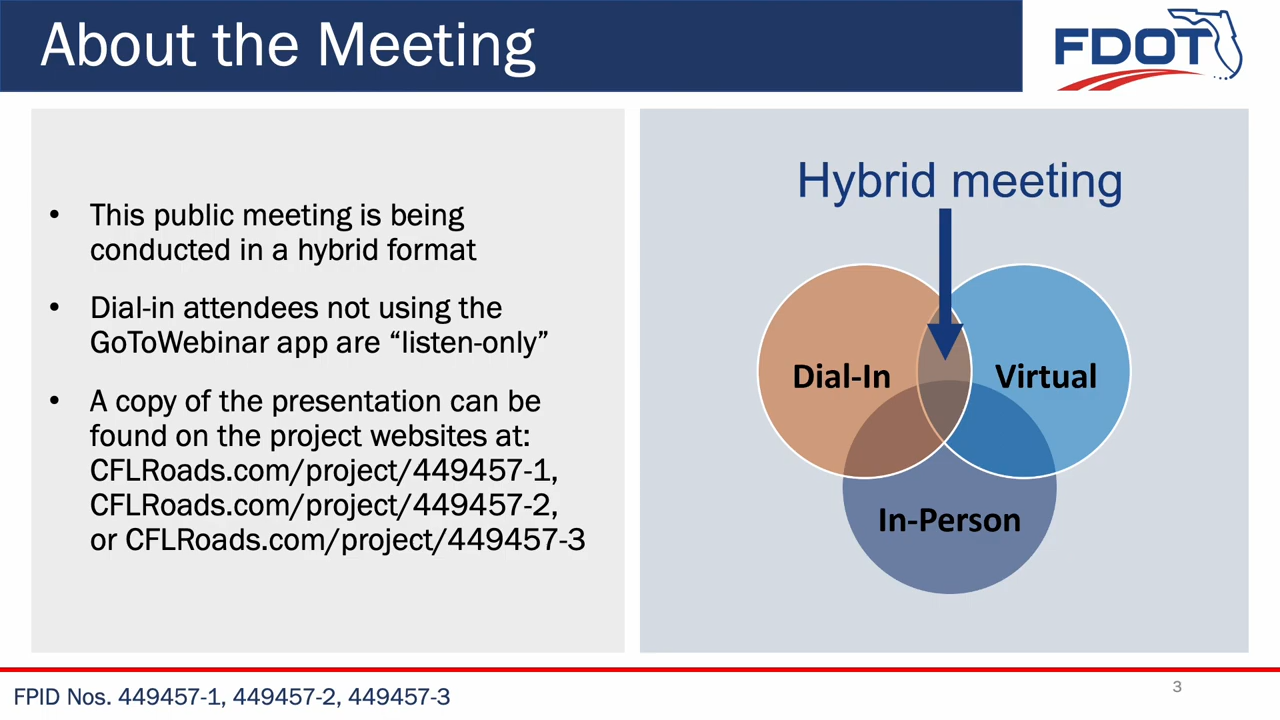 About the Meeting
FDOT
• This public meeting is being
conducted in a hybrid format
• Dial-in attendees not using the
GoToWebinar app are “listen-only”
• A copy of the presentation can be
found on the project websites at:
CFLRoads.com/project/449457-1,
CFLRoads.com/project/449457-2,
or CFLRoads.com/project/449457-3
Hybrid meeting
Dial-In
Virtual
In-Person
FPID Nos. 449457-1, 449457-2, 449457-3
3